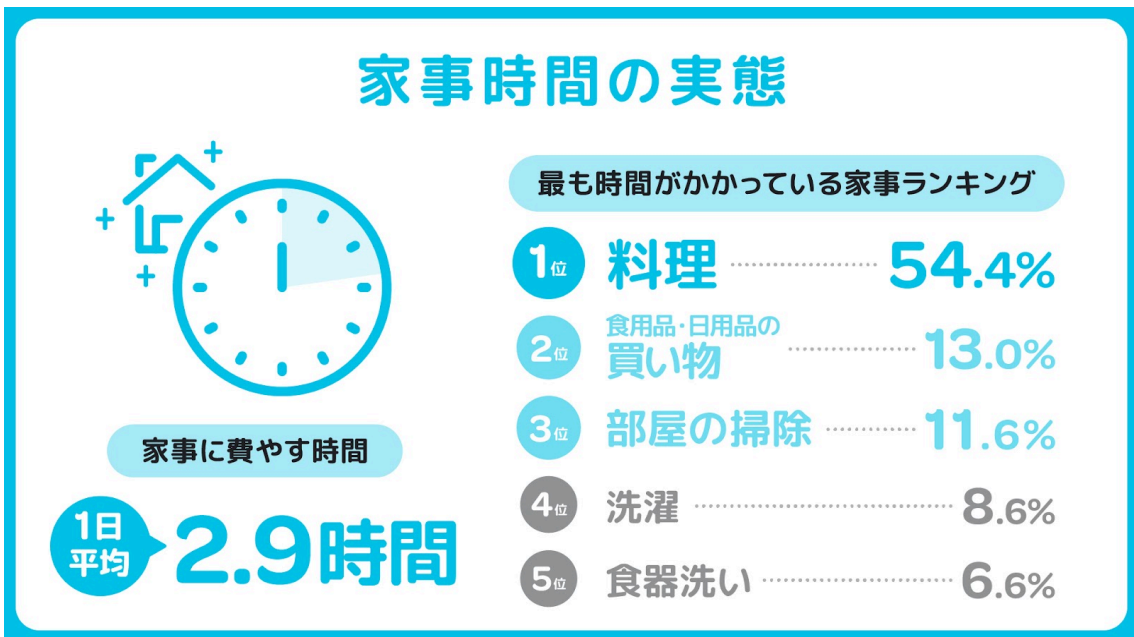 家事時間の実態
家事に費やす時間
1日
平均
2.9時間
最も時間がかかっている家事ランキング
1位 料理 54.4%
2位 食用品・日用品の
買い物 13.0%
3位 部屋の掃除 11.6%
4位 洗濯 8.6%
5位 食器洗い 6.6%